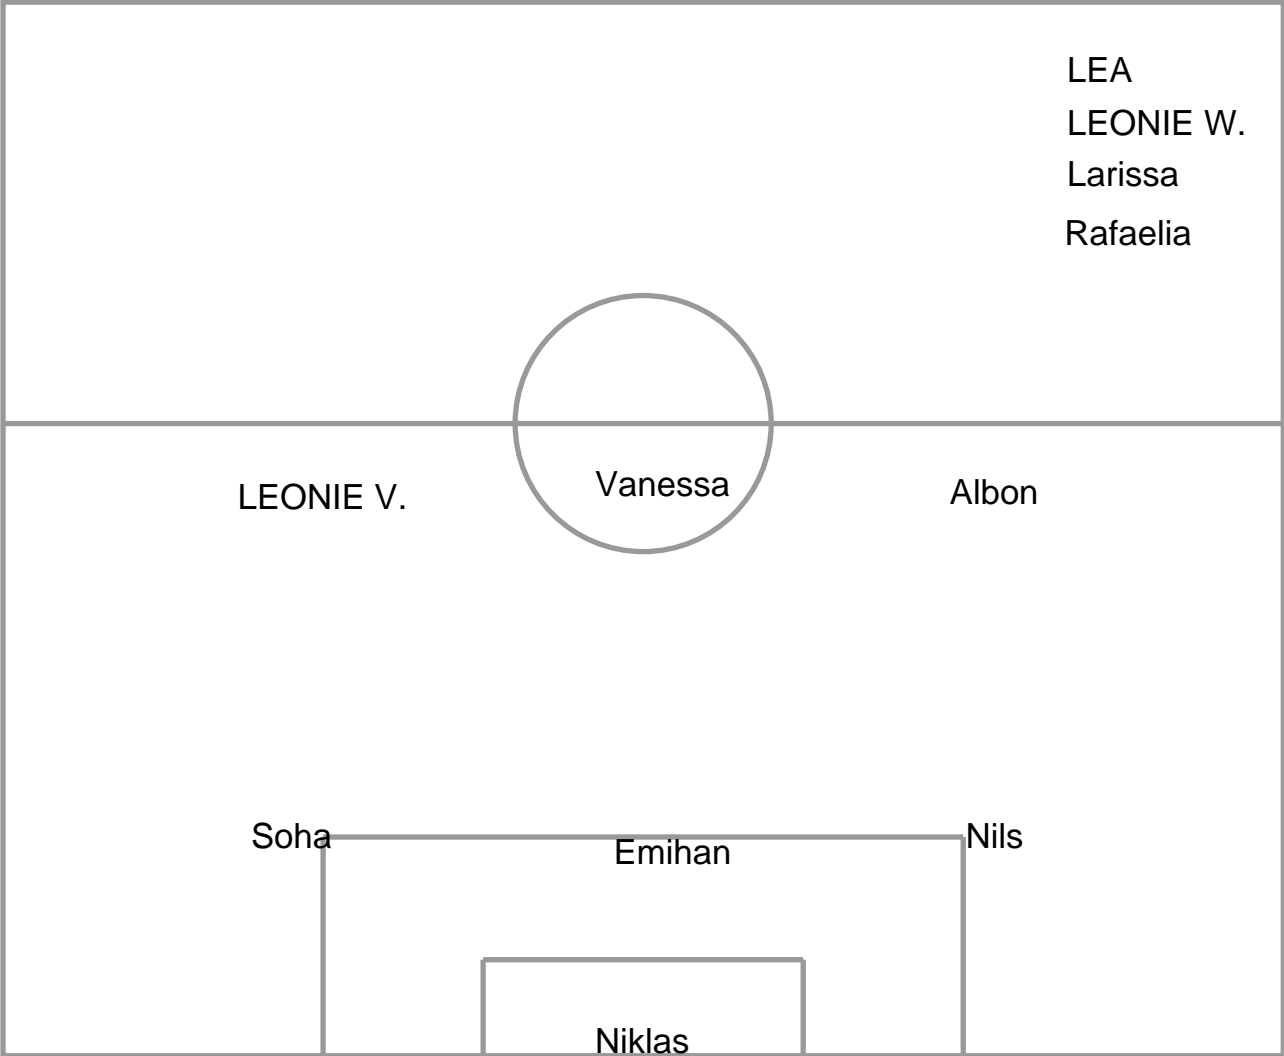 LEA
LEONIE W.
Larissa
Rafaelia
LEONIE V.
Vanessa
Albon
Soha
Emihan
Nils
Niklas